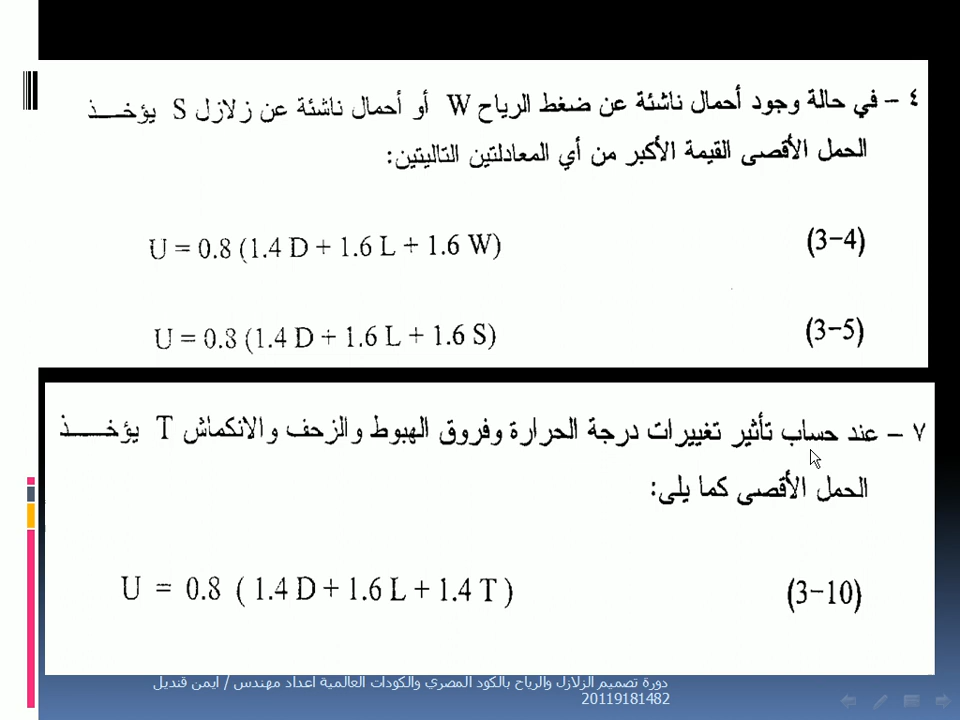 ٤ – في حالة وجود أحمال ناشئة عن ضغط الرياح W أو أحمال ناشئة عن زلازل S يؤخـــذ
الحمل الأقصى القيمة الأكبر من أي المعادلتين التاليتين:
U = 0.8 (1.4 D + 1.6 L + 1.6 W) (3-4)
U = 0.8 (1.4 D + 1.6 L + 1.6 S) (3-5)
٧ – عند حساب تأثير تغييرات درجة الحرارة وفروق الهبوط والزحف والانكماش T يؤخــــذ
الحمل الأقصى كما يلى:
U = 0.8 ( 1.4 D + 1.6 L + 1.4 T ) (3-10)
دورة تصميم الزلازل والرياح بالكود المصري والكودات العالمية اعداد مهندس / ايمن قنديل
20119181482